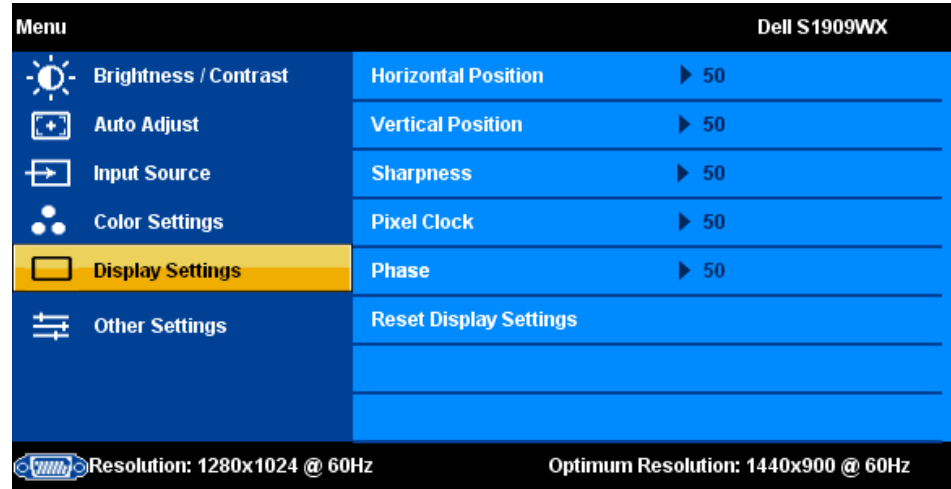 Menu Dell S1909WX
Brightness / Contrast
Auto Adjust
Input Source
Color Settings
Display Settings
Other Settings
Horizontal Position 50
Vertical Position 50
Sharpness 50
Pixel Clock 50
Phase 50
Reset Display Settings
Resolution: 1280x1024 @ 60Hz Optimum Resolution: 1440x900 @ 60Hz